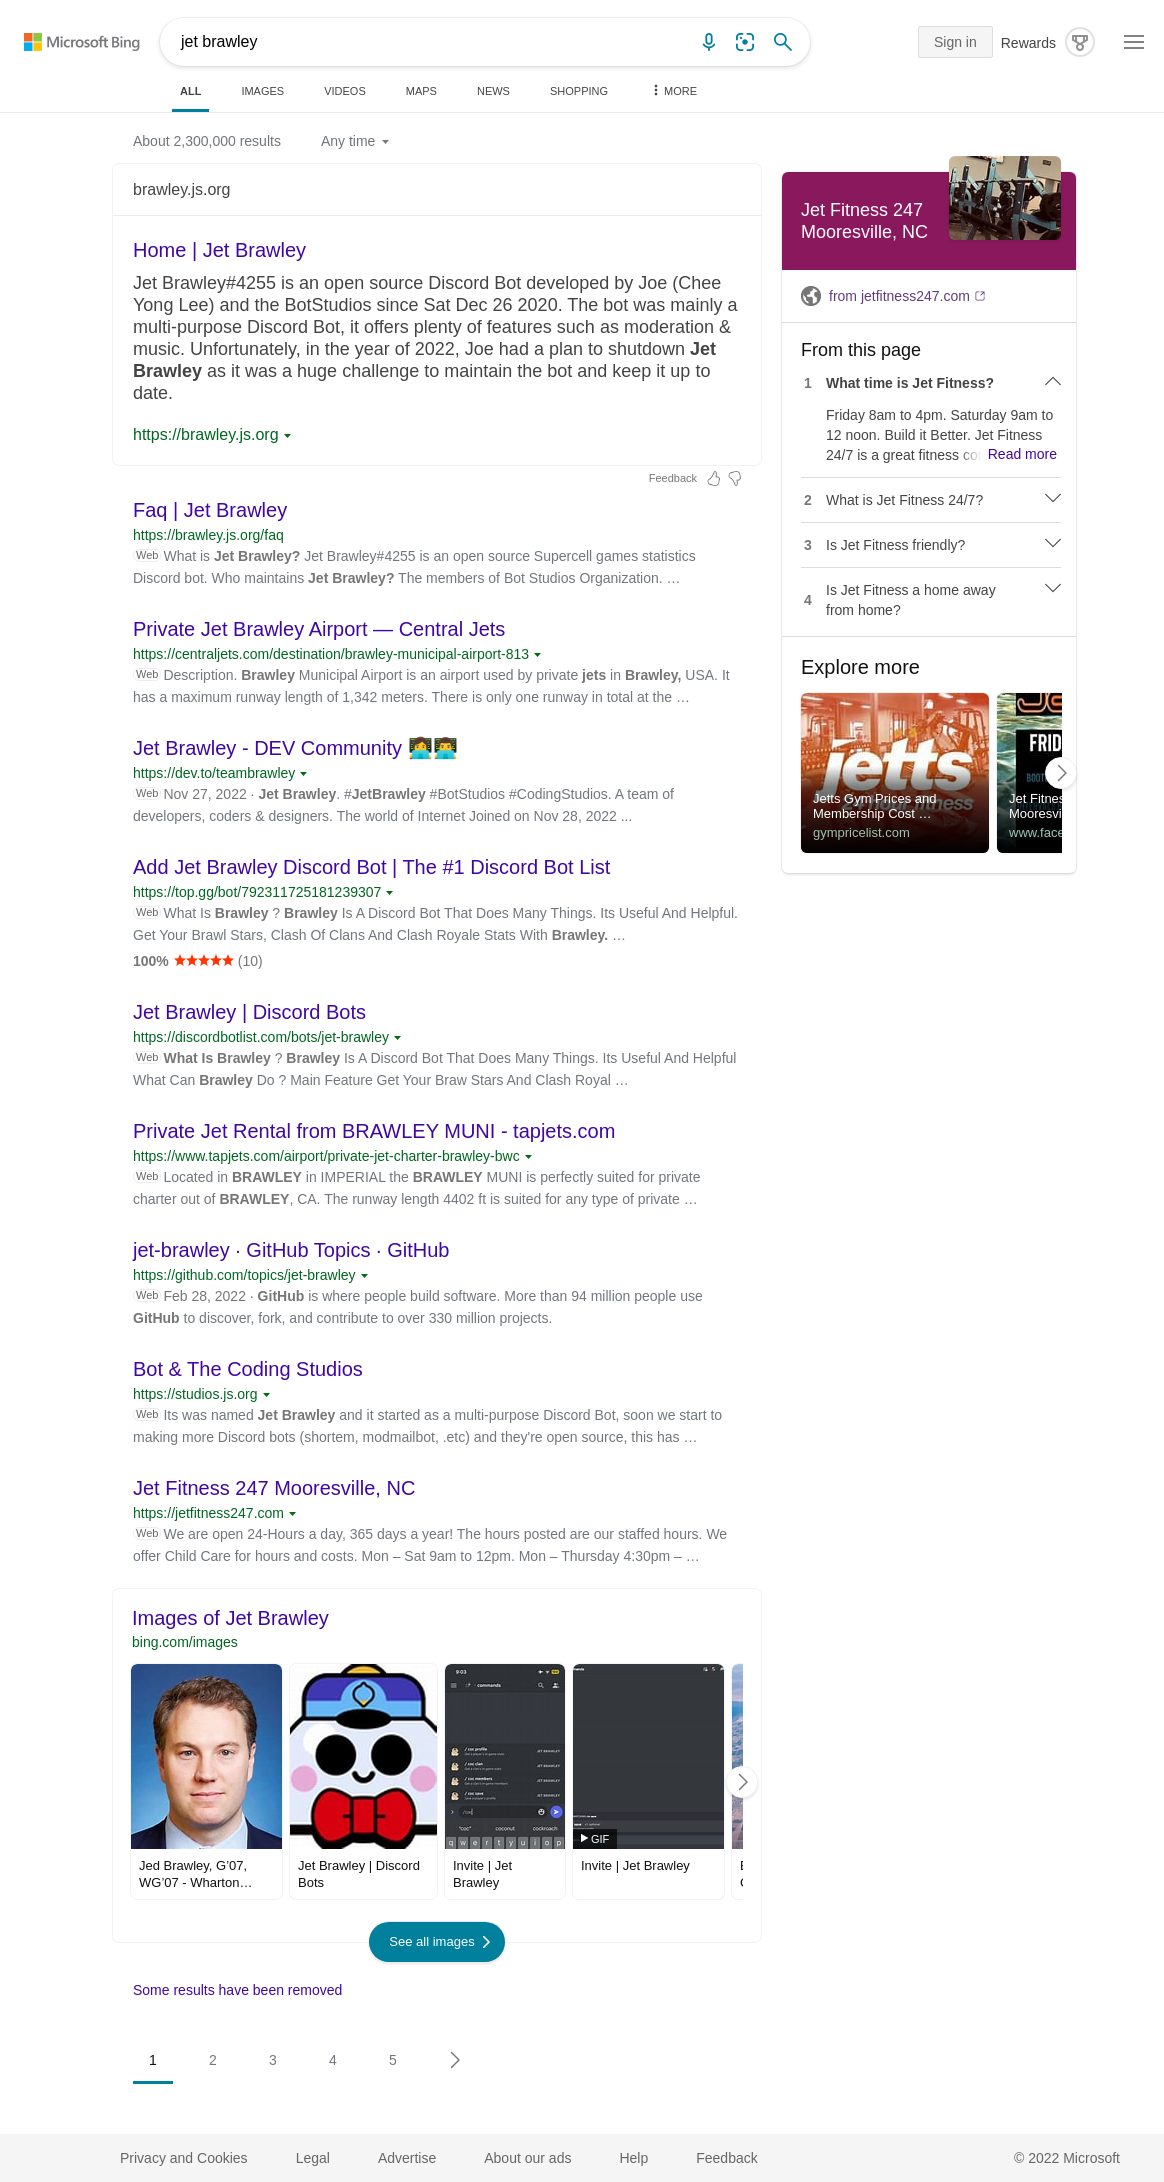 Microsoft Bing
jet brawley
Sign in
Rewards
ALL
IMAGES
VIDEOS
MAPS
NEWS
SHOPPING
MORE
About 2,300,000 results
Any time
brawley.js.org
Home | Jet Brawley
Jet Brawley#4255 is an open source Discord Bot developed by Joe (Chee
Yong Lee) and the BotStudios since Sat Dec 26 2020. The bot was mainly a
multi-purpose Discord Bot, it offers plenty of features such as moderation &
music. Unfortunately, in the year of 2022, Joe had a plan to shutdown Jet
Brawley as it was a huge challenge to maintain the bot and keep it up to
date.
https://brawley.js.org
Feedback
Faq | Jet Brawley
https://brawley.js.org/faq
Web What is Jet Brawley? Jet Brawley#4255 is an open source Supercell games statistics
Discord bot. Who maintains Jet Brawley? The members of Bot Studios Organization. …
Private Jet Brawley Airport — Central Jets
https://centraljets.com/destination/brawley-municipal-airport-813
Web Description. Brawley Municipal Airport is an airport used by private jets in Brawley, USA. It
has a maximum runway length of 1,342 meters. There is only one runway in total at the …
Jet Brawley - DEV Community 👩‍💻👨‍💻
https://dev.to/teambrawley
Web Nov 27, 2022 · Jet Brawley. #JetBrawley #BotStudios #CodingStudios. A team of
developers, coders & designers. The world of Internet Joined on Nov 28, 2022 ...
Add Jet Brawley Discord Bot | The #1 Discord Bot List
https://top.gg/bot/792311725181239307
Web What Is Brawley ? Brawley Is A Discord Bot That Does Many Things. Its Useful And Helpful.
Get Your Brawl Stars, Clash Of Clans And Clash Royale Stats With Brawley. …
100% ★★★★★ (10)
Jet Brawley | Discord Bots
https://discordbotlist.com/bots/jet-brawley
Web What Is Brawley ? Brawley Is A Discord Bot That Does Many Things. Its Useful And Helpful
What Can Brawley Do ? Main Feature Get Your Braw Stars And Clash Royal …
Private Jet Rental from BRAWLEY MUNI - tapjets.com
https://www.tapjets.com/airport/private-jet-charter-brawley-bwc
Web Located in BRAWLEY in IMPERIAL the BRAWLEY MUNI is perfectly suited for private
charter out of BRAWLEY, CA. The runway length 4402 ft is suited for any type of private …
jet-brawley · GitHub Topics · GitHub
https://github.com/topics/jet-brawley
Web Feb 28, 2022 · GitHub is where people build software. More than 94 million people use
GitHub to discover, fork, and contribute to over 330 million projects.
Bot & The Coding Studios
https://studios.js.org
Web Its was named Jet Brawley and it started as a multi-purpose Discord Bot, soon we start to
making more Discord bots (shortem, modmailbot, .etc) and they're open source, this has …
Jet Fitness 247 Mooresville, NC
https://jetfitness247.com
Web We are open 24-Hours a day, 365 days a year! The hours posted are our staffed hours. We
offer Child Care for hours and costs. Mon – Sat 9am to 12pm. Mon – Thursday 4:30pm – …
Images of Jet Brawley
bing.com/images
9:03
commands
/ coc profile
JET BRAWLEY
/ coc clan
JET BRAWLEY
/ coc members
JET BRAWLEY
/ coc save
JET BRAWLEY
/coc
"coc"
coconut
cockroach
q w e r t y u i o p
GIF
Jed Brawley, G'07,
WG'07 - Wharton…
Jet Brawley | Discord
Bots
Invite | Jet
Brawley
Invite | Jet Brawley
See all images
Some results have been removed
1
2
3
4
5
Jet Fitness 247
Mooresville, NC
from jetfitness247.com
From this page
1 What time is Jet Fitness?
Friday 8am to 4pm. Saturday 9am to
12 noon. Build it Better. Jet Fitness
24/7 is a great fitness co Read more
2 What is Jet Fitness 24/7?
3 Is Jet Fitness friendly?
4 Is Jet Fitness a home away
from home?
Explore more
jetts
24 hour fitness
Jetts Gym Prices and
Membership Cost …
gympricelist.com
FRID
BOOT
Jet Fitnes
Mooresvi
www.face
Privacy and Cookies
Legal
Advertise
About our ads
Help
Feedback
© 2022 Microsoft